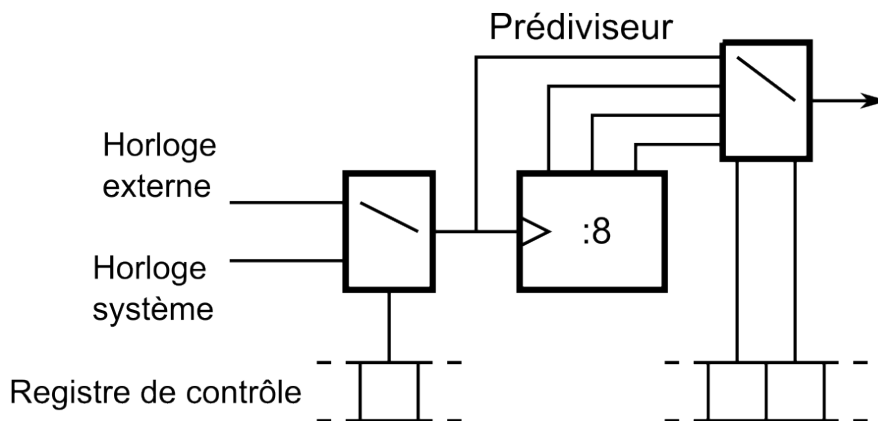 Prédiviseur
Horloge
externe
:8
Horloge
système
Registre de contrôle